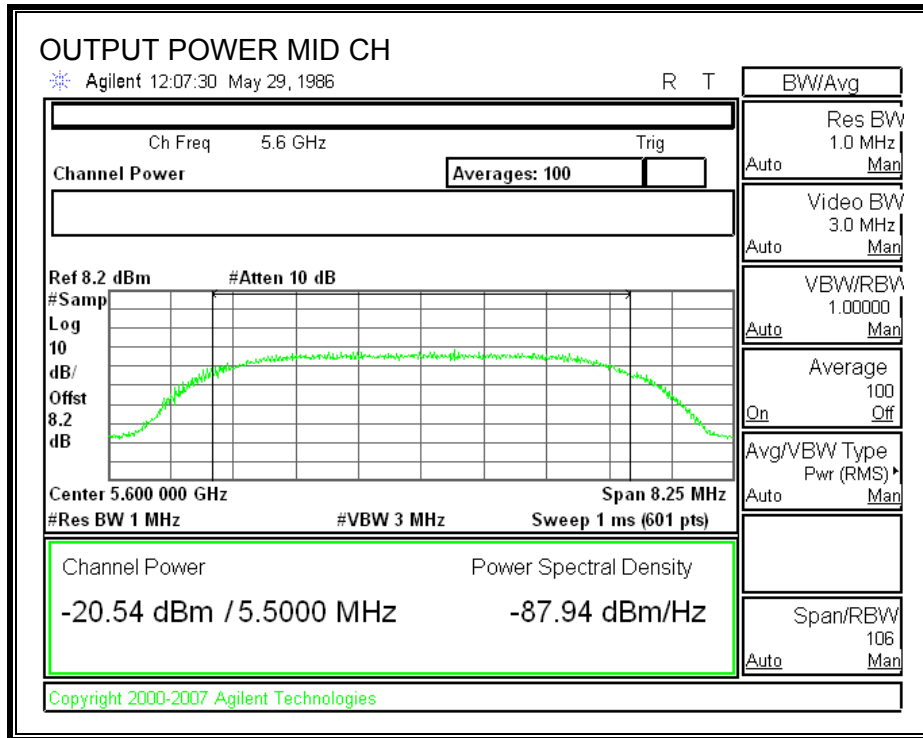 OUTPUT POWER MID CH
Agilent 12:07:30 May 29, 1986
R T
BW/Avg
Ch Freq 5.6 GHz Trig
Channel Power Averages: 100
Ref 8.2 dBm #Atten 10 dB
#Samp
Log
10
dB/
Offst
8.2
dB
Center 5.600 000 GHz Span 8.25 MHz
#Res BW 1 MHz #VBW 3 MHz Sweep 1 ms (601 pts)
Channel Power Power Spectral Density
-20.54 dBm / 5.5000 MHz -87.94 dBm/Hz
Copyright 2000-2007 Agilent Technologies
Res BW
1.0 MHz
Auto Man
Video BW
3.0 MHz
Auto Man
VBW/RBW
1.00000
Auto Man
Average
100
On Off
Avg/VBW Type
Pwr (RMS)
Auto Man
Span/RBW
106
Auto Man